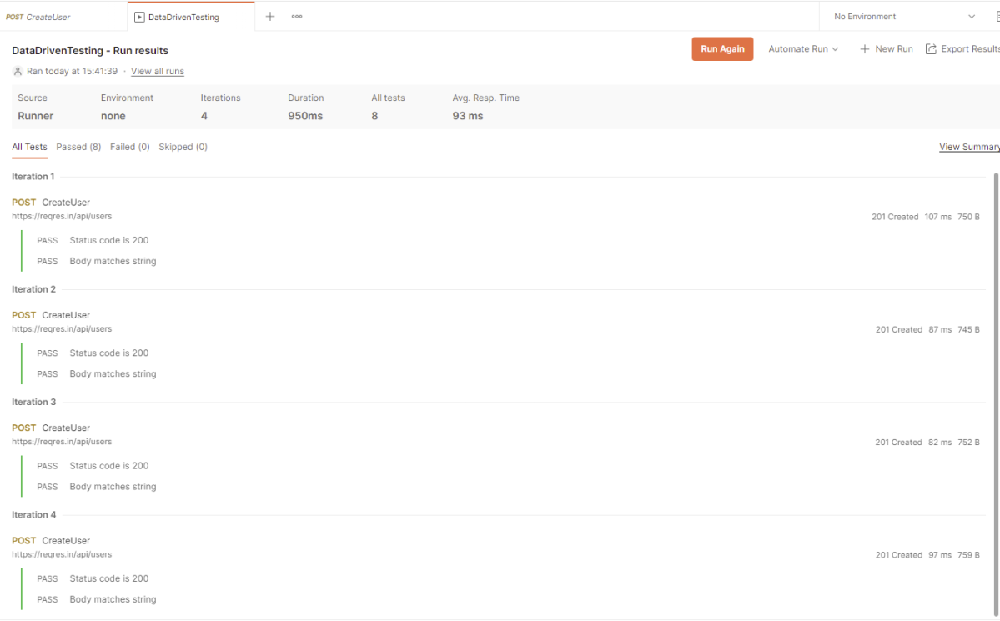 POST CreateUser
DataDrivenTesting
No Environment
DataDrivenTesting - Run results
Run Again
Automate Run
New Run
Export Results
Ran today at 15:41:39 · View all runs
Source Environment Iterations Duration All tests Avg. Resp. Time
Runner none 4 950ms 8 93 ms
All Tests Passed (8) Failed (0) Skipped (0) View Summary
Iteration 1
POST CreateUser
https://reqres.in/api/users
201 Created 107 ms 750 B
PASS Status code is 200
PASS Body matches string
Iteration 2
POST CreateUser
https://reqres.in/api/users
201 Created 87 ms 745 B
PASS Status code is 200
PASS Body matches string
Iteration 3
POST CreateUser
https://reqres.in/api/users
201 Created 82 ms 752 B
PASS Status code is 200
PASS Body matches string
Iteration 4
POST CreateUser
https://reqres.in/api/users
201 Created 97 ms 759 B
PASS Status code is 200
PASS Body matches string